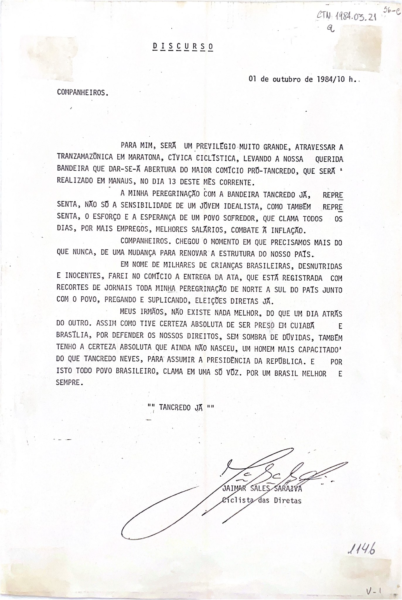 CTN 1984.05.21
a
36-E
D I S C U R S O
01 de outubro de 1984/10 h..
COMPANHEIROS.
PARA MIM, SERÁ UM PREVILÉGIO MUITO GRANDE, ATRAVESSAR A
TRANZAMAZÔNICA EM MARATONA, CÍVICA CICLÍSTICA, LEVANDO A NOSSA QUERIDA
BANDEIRA QUE DAR-SE-Á ABERTURA DO MAIOR COMÍCIO PRÓ-TANCREDO, QUE SERÁ '
REALIZADO EM MANAUS, NO DIA 13 DESTE MÊS CORRENTE.
A MINHA PEREGRINAÇÃO COM A BANDEIRA TANCREDO JÁ, REPRE
SENTA, NÃO SÓ A SENSIBILIDADE DE UM JÓVEM IDEALISTA, COMO TAMBÉM REPRE
SENTA, O ESFORÇO E A ESPERANÇA DE UM POVO SOFREDOR, QUE CLAMA TODOS OS
DIAS, POR MAIS EMPREGOS, MELHORES SALÁRIOS, COMBATE À INFLAÇÃO.
COMPANHEIROS. CHEGOU O MOMENTO EM QUE PRECISAMOS MAIS DO
QUE NUNCA, DE UMA MUDANÇA PARA RENOVAR A ESTRUTURA DO NOSSO PAÍS.
EM NOME DE MILHARES DE CRIANÇAS BRASILEIRAS, DESNUTRIDAS
E INOCENTES, FAREI NO COMÍCIO A ENTREGA DA ATA, QUE ESTÁ REGISTRADA COM
RECORTES DE JORNAIS TODA MINHA PEREGRINAÇÃO DE NORTE A SUL DO PAÍS JUNTO
COM O POVO, PREGANDO E SUPLICANDO, ELEIÇÕES DIRETAS JÁ.
MEUS IRMÃOS, NÃO EXISTE NADA MELHOR, DO QUE UM DIA ATRÁS
DO OUTRO. ASSIM COMO TIVE CERTEZA ABSOLUTA DE SER PRESO EM CUIABÁ E
BRASÍLIA, POR DEFENDER OS NOSSOS DIREITOS, SEM SOMBRA DE DÚVIDAS, TAMBÉM
TENHO A CERTEZA ABSOLUTA QUE AINDA NÃO NASCEU, UM HOMEM MAIS CAPACITADO'
DO QUE TANCREDO NEVES, PARA ASSUMIR A PRESIDÊNCIA DA REPÚBLICA. E POR
ISTO TODO POVO BRASILEIRO, CLAMA EM UMA SÓ VÓZ. POR UM BRASIL MELHOR E
SEMPRE.
"" TANCREDO JÁ ""
JAIMAR SALES SARAIVA
Ciclista das Diretas
1146
V-1